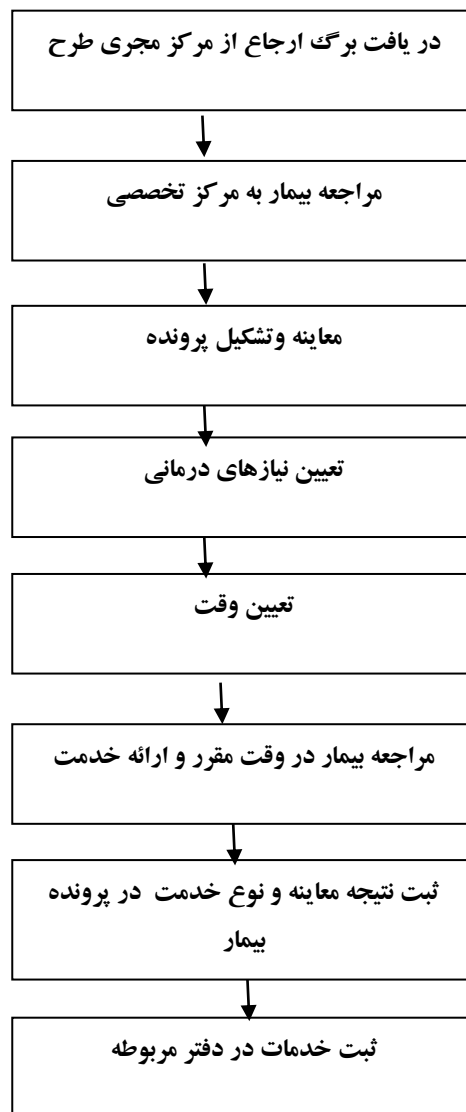 در یافت برگ ارجاع از مرکز مجری طرح
مراجعه بیمار به مرکز تخصصی
معاینه وتشکیل پرونده
تعیین نیازهای درمانی
تعیین وقت
مراجعه بیمار در وقت مقرر و ارائه خدمت
ثبت نتیجه معاینه و نوع خدمت در پرونده
بیمار
ثبت خدمات در دفتر مربوطه